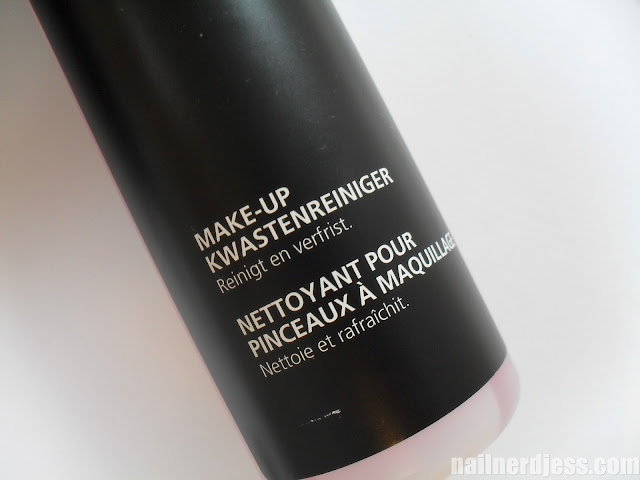 MAKE-UP
KWASTENREINIGER
Reinigt en verfrist.
NETTOYANT POUR
PINCEAUX À MAQUILLAGE
Nettoie et rafraîchit.
nailnerdjess.com